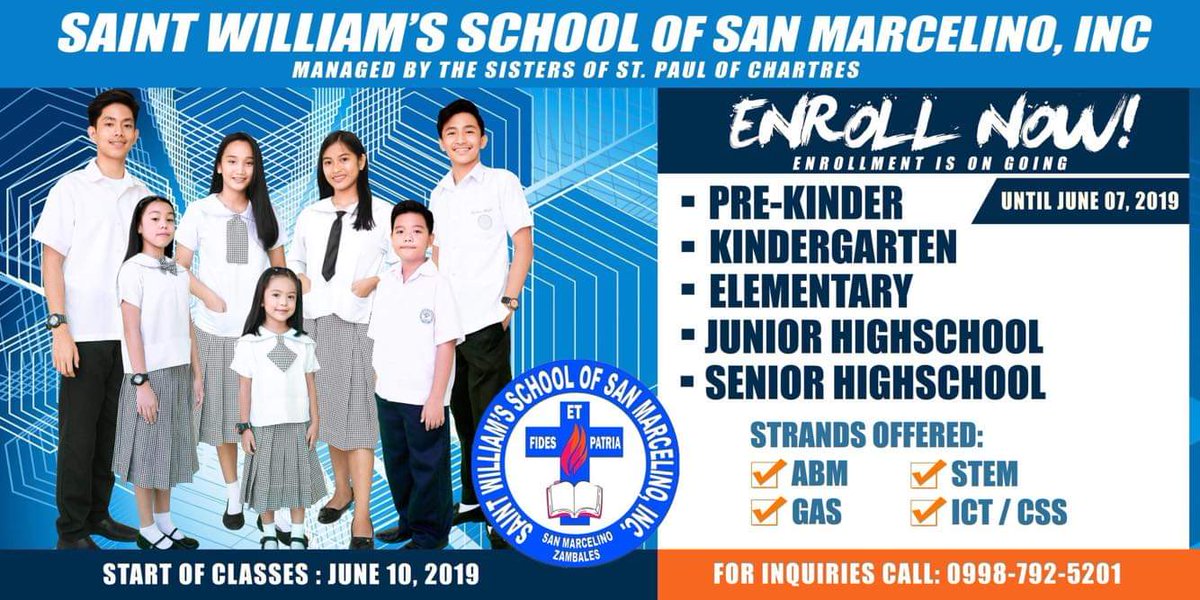 SAINT WILLIAM'S SCHOOL OF SAN MARCELINO, INC
MANAGED BY THE SISTERS OF ST. PAUL OF CHARTRES
ENROLL NOW!
ENROLLMENT IS ON GOING
UNTIL JUNE 07, 2019
▪ PRE-KINDER
▪ KINDERGARTEN
▪ ELEMENTARY
▪ JUNIOR HIGHSCHOOL
▪ SENIOR HIGHSCHOOL
STRANDS OFFERED:
ABM
STEM
GAS
ICT / CSS
SAINT WILLIAM'S SCHOOL OF SAN MARCELINO, INC.
ET
FIDES PATRIA
SAN MARCELINO
ZAMBALES
START OF CLASSES : JUNE 10, 2019
FOR INQUIRIES CALL: 0998-792-5201